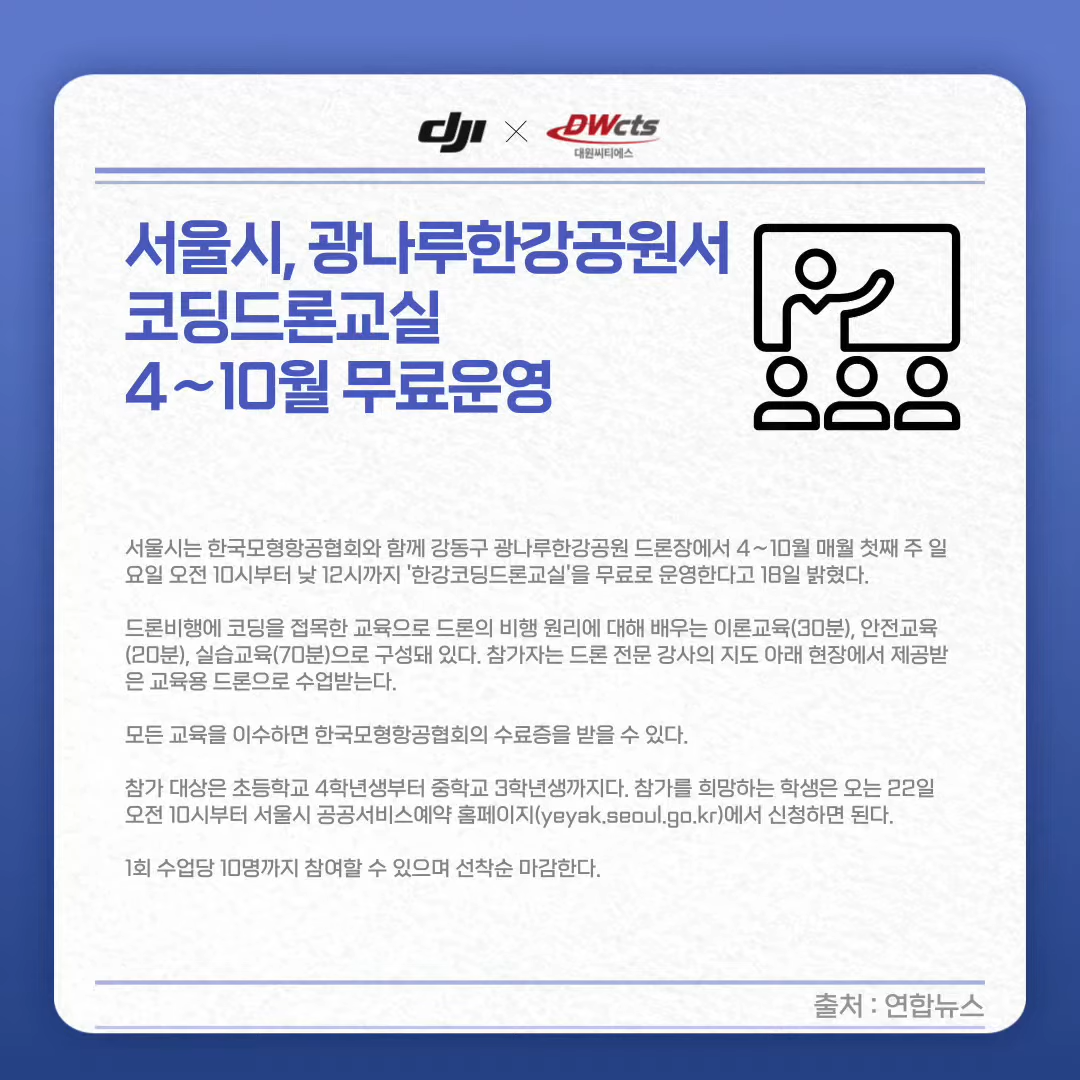 dji × DWcts
대원씨티에스
서울시, 광나루한강공원서
코딩드론교실
4~10월 무료운영
서울시는 한국모형항공협회와 함께 강동구 광나루한강공원 드론장에서 4~10월 매월 첫째 주 일
요일 오전 10시부터 낮 12시까지 '한강코딩드론교실'을 무료로 운영한다고 18일 밝혔다.
드론비행에 코딩을 접목한 교육으로 드론의 비행 원리에 대해 배우는 이론교육(30분), 안전교육
(20분), 실습교육(70분)으로 구성돼 있다. 참가자는 드론 전문 강사의 지도 아래 현장에서 제공받
은 교육용 드론으로 수업받는다.
모든 교육을 이수하면 한국모형항공협회의 수료증을 받을 수 있다.
참가 대상은 초등학교 4학년생부터 중학교 3학년생까지다. 참가를 희망하는 학생은 오는 22일
오전 10시부터 서울시 공공서비스예약 홈페이지(yeyak.seoul.go.kr)에서 신청하면 된다.
1회 수업당 10명까지 참여할 수 있으며 선착순 마감한다.
출처 : 연합뉴스